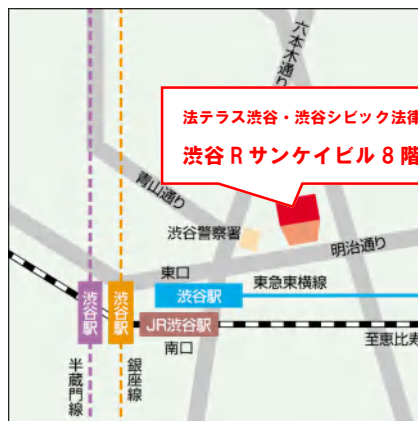 六本木通り
法テラス渋谷・渋谷シビック法律
渋谷Rサンケイビル8階
青山通り
渋谷警察署
明治通り
東口
渋谷駅
東急東横線
渋谷駅
渋谷駅
JR渋谷駅
南口
至恵比寿
半蔵門線
銀座線